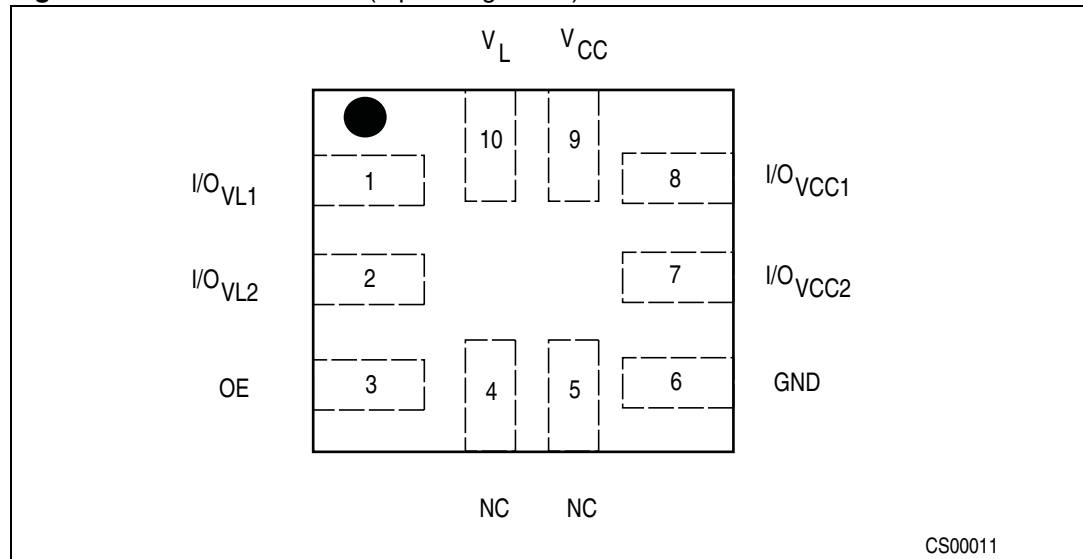 V_L V_CC
10 9
I/O_VL1 1 8 I/O_VCC1
I/O_VL2 2 7 I/O_VCC2
OE 3 4 5 6 GND
NC NC
CS00011